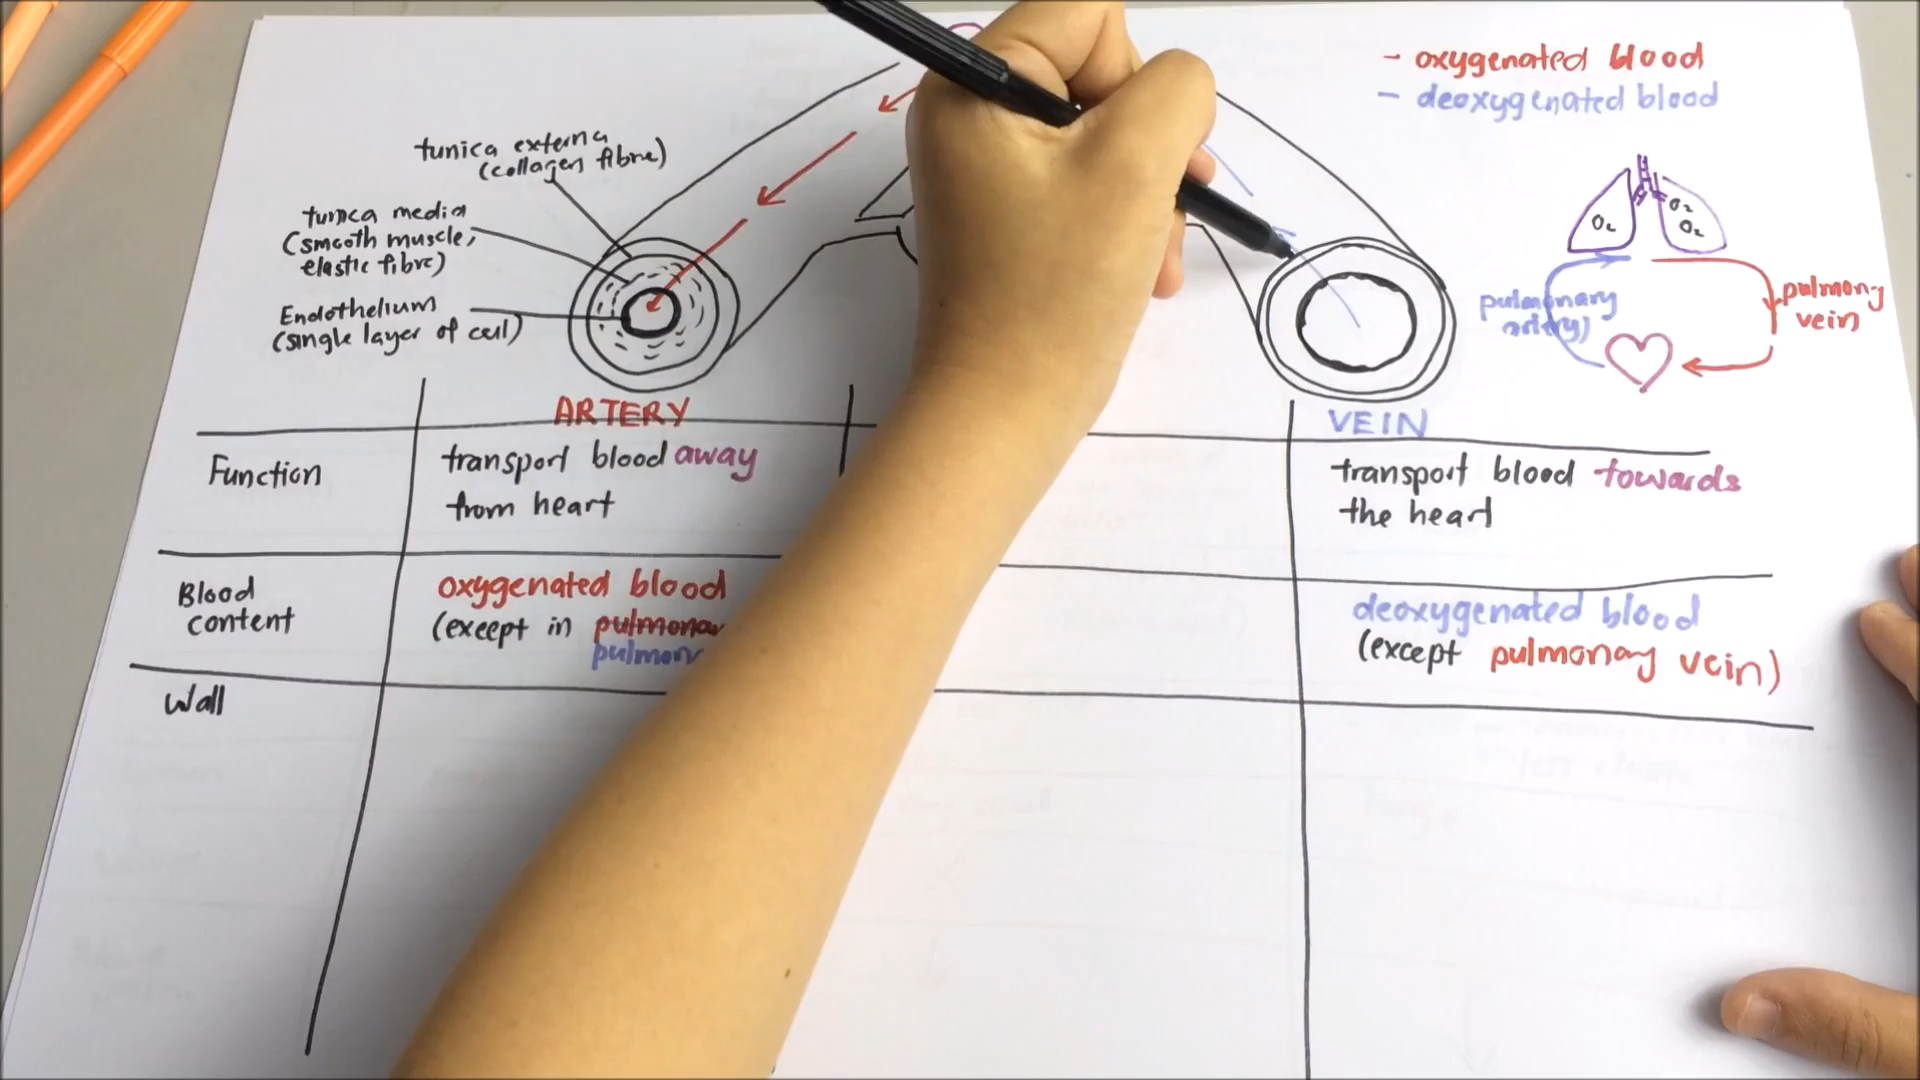 - oxygenated blood
- deoxygenated blood
tunica externa
(collagen fibre)
tunica media
(smooth muscle,
elastic fibre)
Endothelium
(single layer of cell)
O2
O2
O2
pulmonary
artery
pulmonary
vein
ARTERY
VEIN
Function
transport blood away
from heart
transport blood towards
the heart
Blood
content
oxygenated blood
(except in
deoxygenated blood
(except pulmonary vein)
Wall